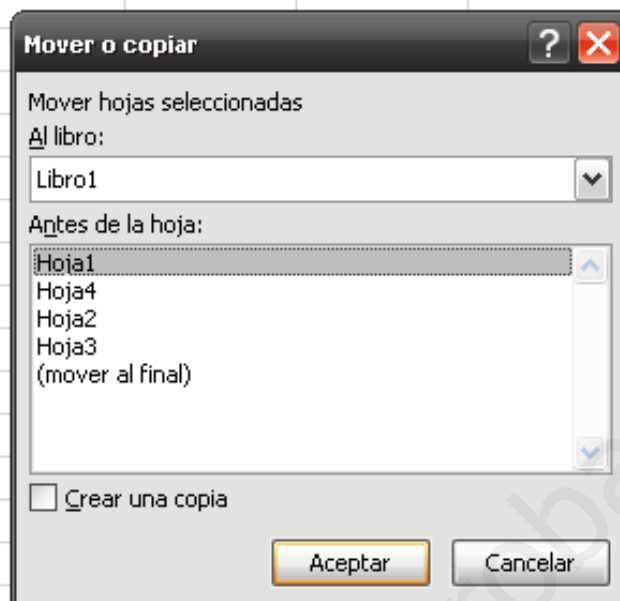 Mover o copiar
Mover hojas seleccionadas
Al libro:
Libro1
Antes de la hoja:
Hoja1
Hoja4
Hoja2
Hoja3
(mover al final)
Crear una copia
Aceptar Cancelar